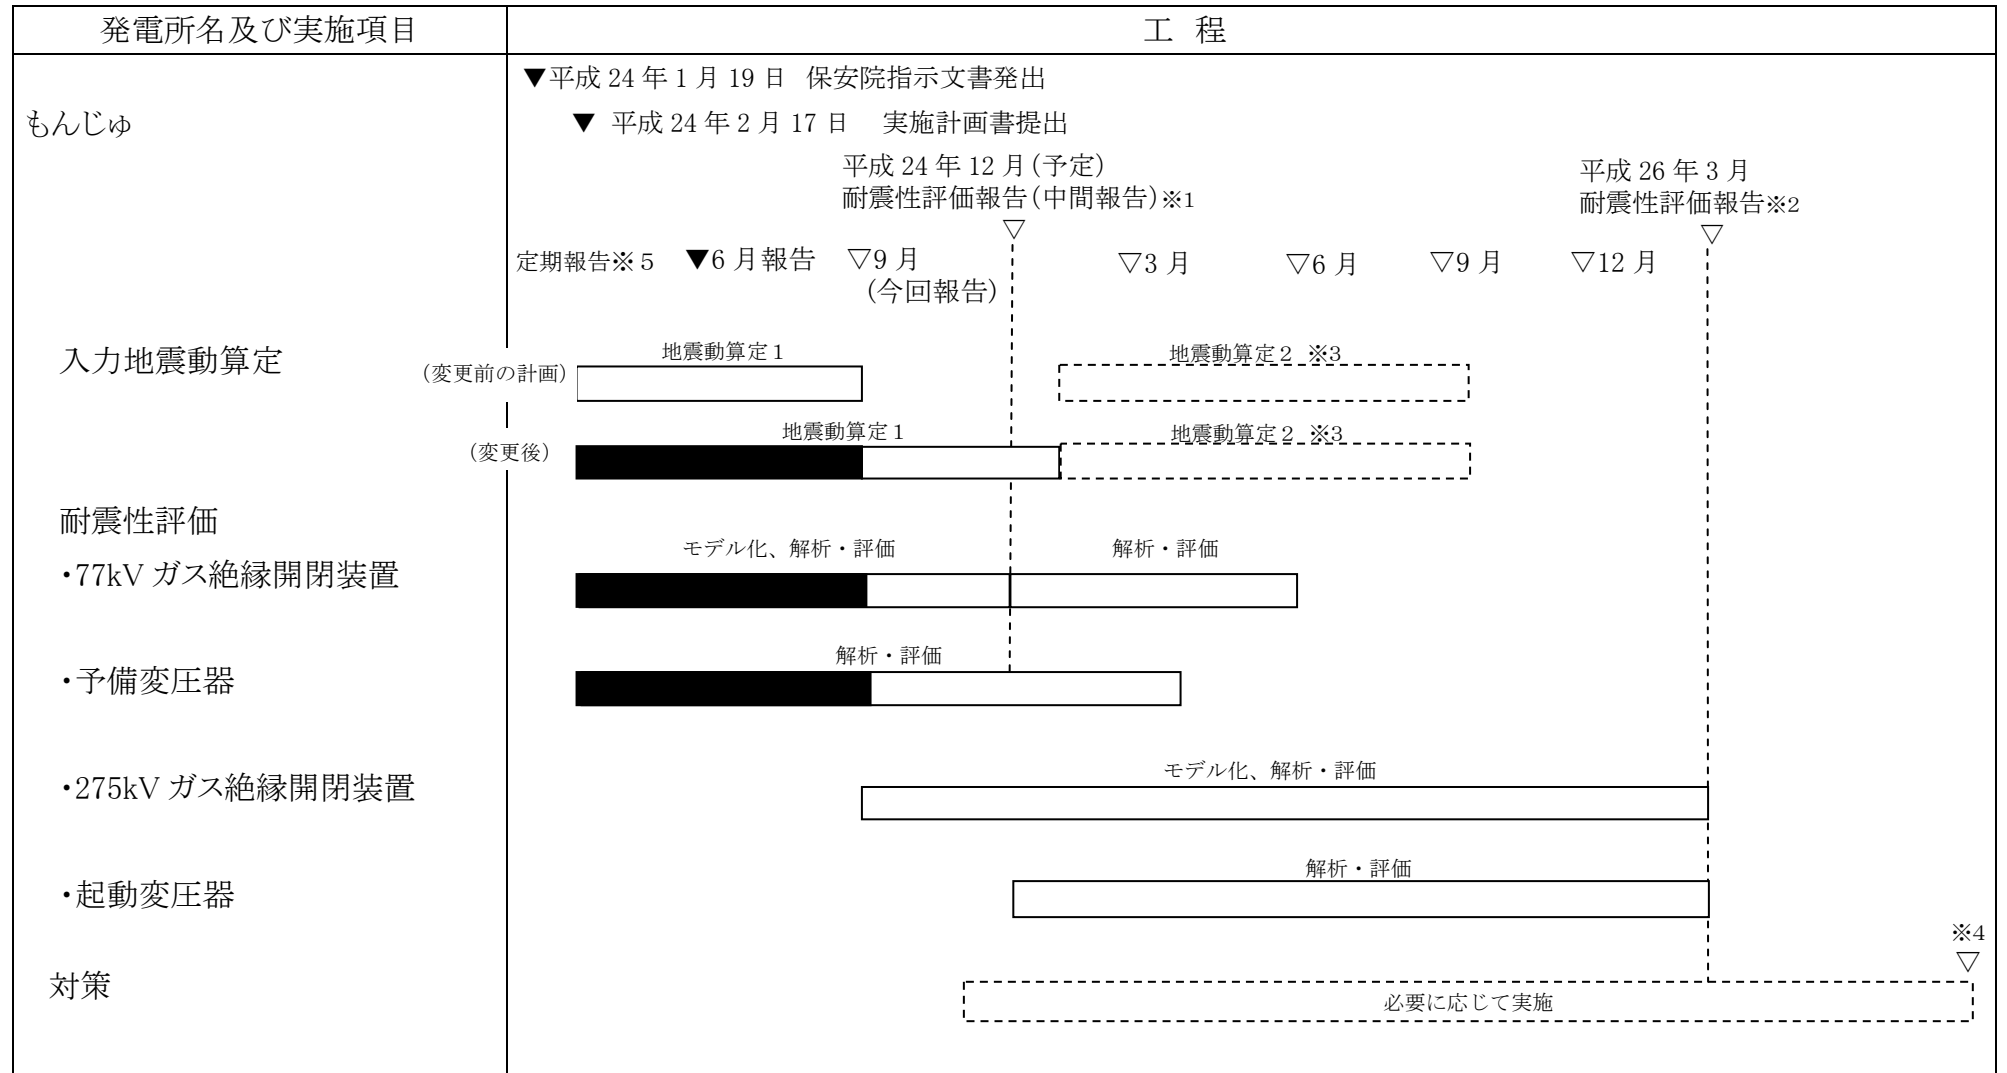 発電所名及び実施項目
工 程
▼平成 24 年 1 月 19 日 保安院指示文書発出
もんじゅ
▼ 平成 24 年 2 月 17 日 実施計画書提出
平成 24 年 12 月(予定)
耐震性評価報告(中間報告)※1
▽
平成 26 年 3 月
耐震性評価報告※2
▽
定期報告※５ ▼6 月報告 ▽9 月 ▽3 月 ▽6 月 ▽9 月 ▽12 月
(今回報告)
入力地震動算定
(変更前の計画)
地震動算定１
地震動算定２ ※3
(変更後)
地震動算定１
地震動算定２ ※3
耐震性評価
・77kV ガス絶縁開閉装置
モデル化、解析・評価
解析・評価
・予備変圧器
解析・評価
・275kV ガス絶縁開閉装置
モデル化、解析・評価
・起動変圧器
解析・評価
※4
▽
対策
必要に応じて実施